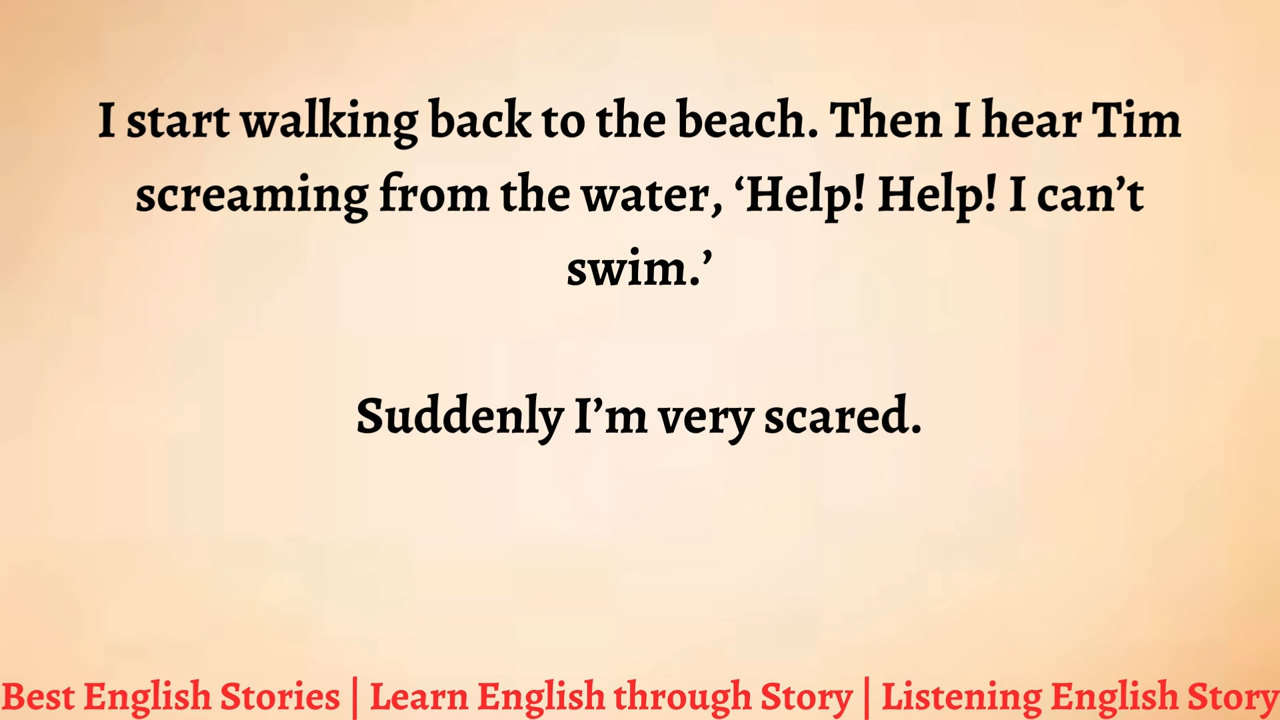 I start walking back to the beach. Then I hear Tim
screaming from the water, ‘Help! Help! I can’t
swim.’
Suddenly I’m very scared.
Best English Stories | Learn English through Story | Listening English Story